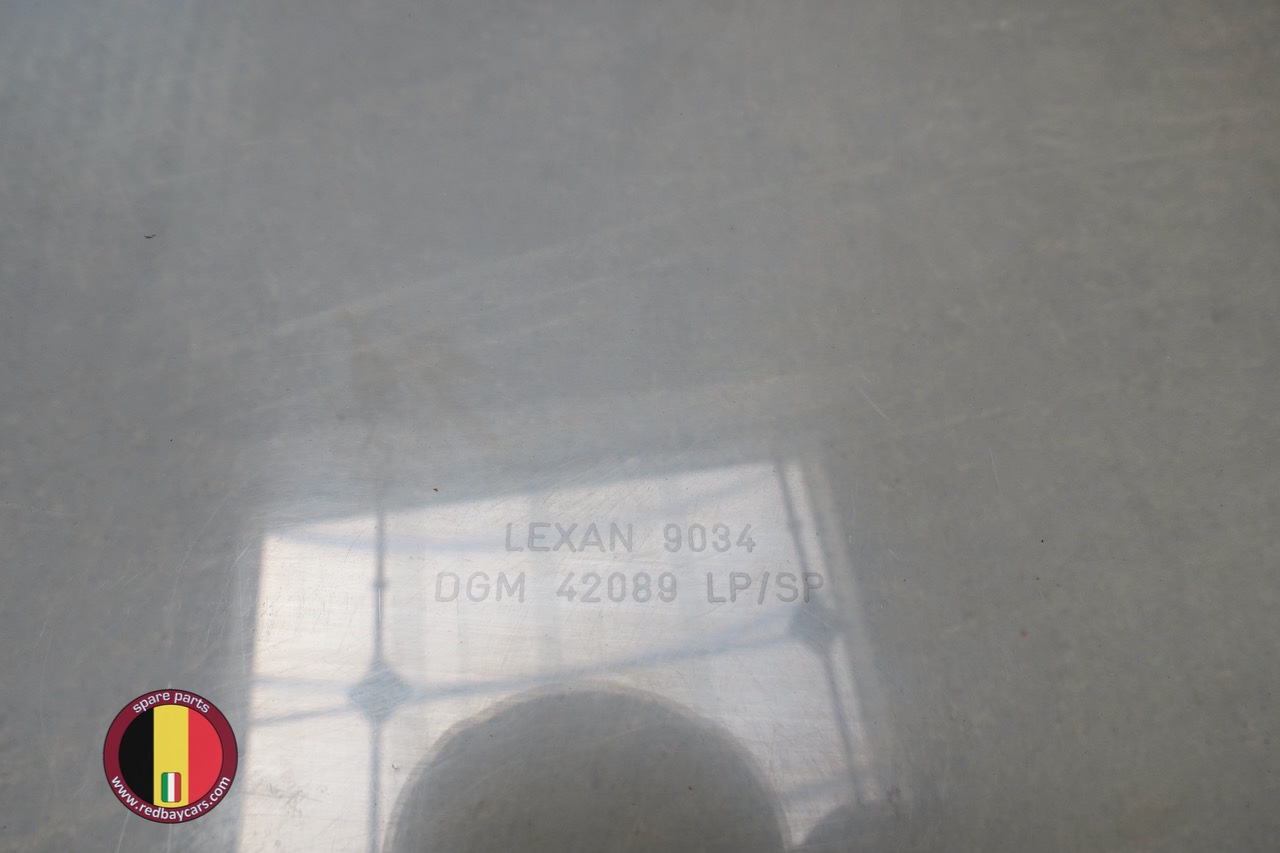 LEXAN 9034
DGM 42089 LP/SP
spare parts
www.redbaycars.com